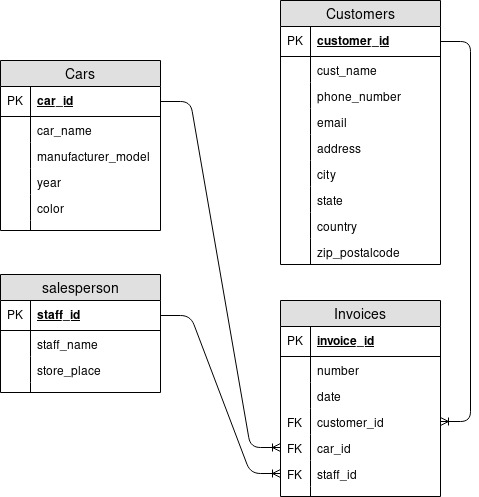 Customers
PK customer_id
cust_name
phone_number
email
address
city
state
country
zip_postalcode
Cars
PK car_id
car_name
manufacturer_model
year
color
salesperson
PK staff_id
staff_name
store_place
Invoices
PK invoice_id
number
date
FK customer_id
FK car_id
FK staff_id